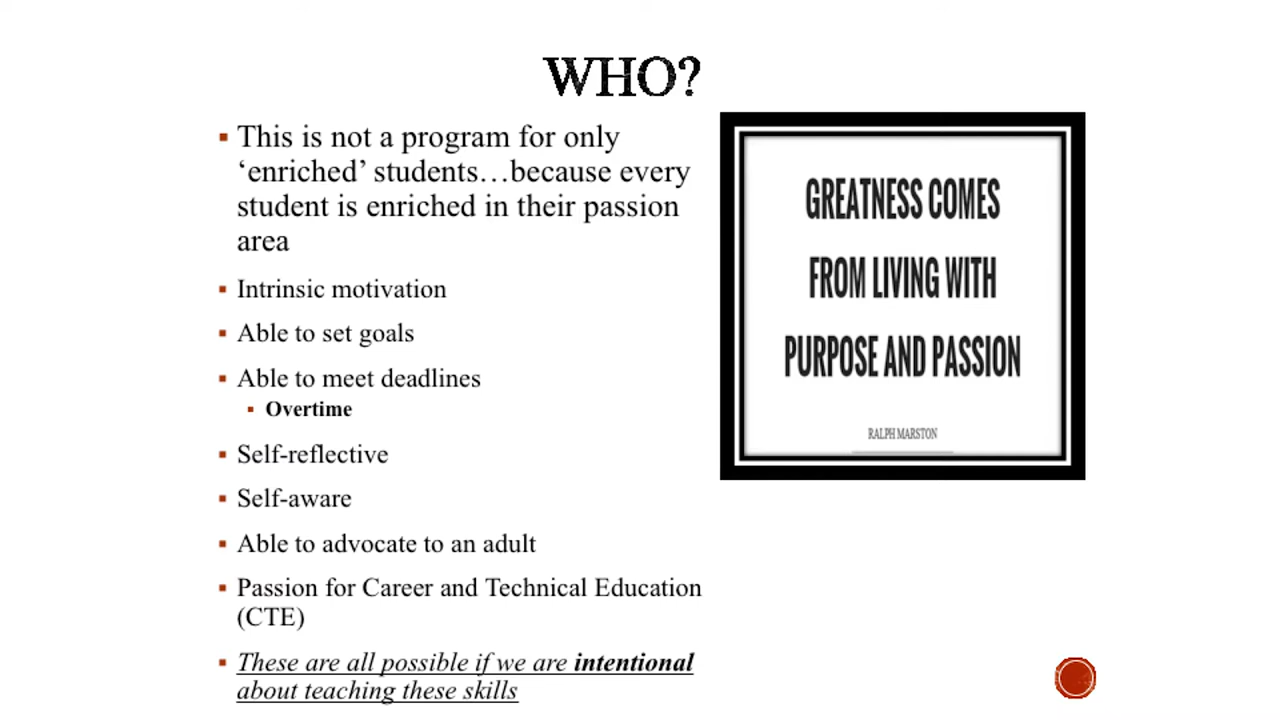 WHO?
This is not a program for only
‘enriched’ students…because every
student is enriched in their passion
area
Intrinsic motivation
Able to set goals
Able to meet deadlines
Overtime
Self-reflective
Self-aware
Able to advocate to an adult
Passion for Career and Technical Education
(CTE)
These are all possible if we are intentional
about teaching these skills
GREATNESS COMES
FROM LIVING WITH
PURPOSE AND PASSION
RALPH MARSTON